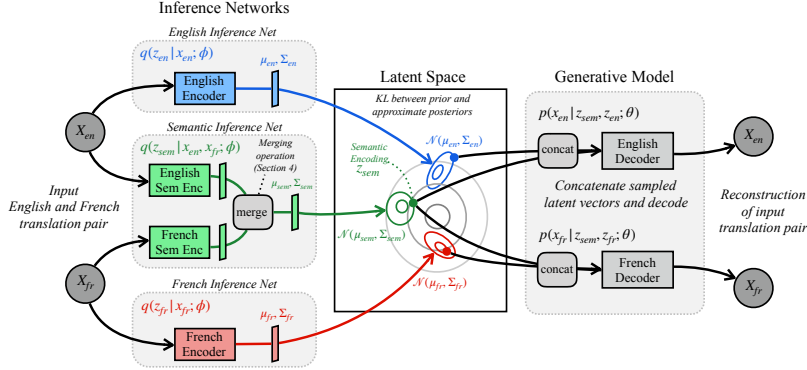 Inference Networks
English Inference Net
q(z_en | x_en; ϕ)
μ_en, Σ_en
English
Encoder
X_en
Semantic Inference Net
q(z_sem | x_en, x_fr; ϕ)
Merging
operation
(Section 4)
English
Sem Enc
μ_sem, Σ_sem
merge
French
Sem Enc
Input
English and French
translation pair
X_fr
French Inference Net
q(z_fr | x_fr; ϕ)
μ_fr, Σ_fr
French
Encoder
Latent Space
KL between prior and
approximate posteriors
N(μ_en, Σ_en)
Semantic
Encoding,
z_sem
N(μ_sem, Σ_sem)
N(μ_fr, Σ_fr)
Generative Model
p(x_en | z_sem, z_en; θ)
concat
English
Decoder
Concatenate sampled
latent vectors and decode
p(x_fr | z_sem, z_fr; θ)
concat
French
Decoder
X_en
Reconstruction
of input
translation pair
X_fr